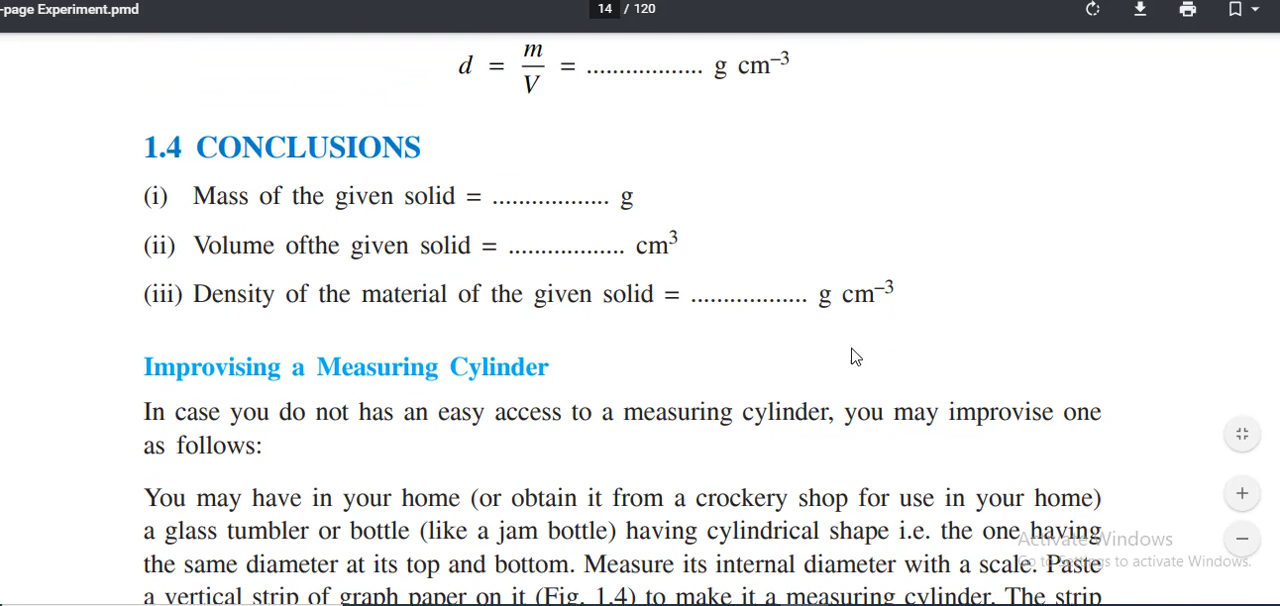 -page Experiment.pmd
14 / 120
d = m/V = .................. g cm⁻³
1.4 CONCLUSIONS
(i) Mass of the given solid = .................. g
(ii) Volume ofthe given solid = .................. cm³
(iii) Density of the material of the given solid = .................. g cm⁻³
Improvising a Measuring Cylinder
In case you do not has an easy access to a measuring cylinder, you may improvise one
as follows:
You may have in your home (or obtain it from a crockery shop for use in your home)
a glass tumbler or bottle (like a jam bottle) having cylindrical shape i.e. the one having
the same diameter at its top and bottom. Measure its internal diameter with a scale. Paste
a vertical strip of graph paper on it (Fig. 1.4) to make it a measuring cylinder. The strip
Activate Windows
Go to Settings to activate Windows.